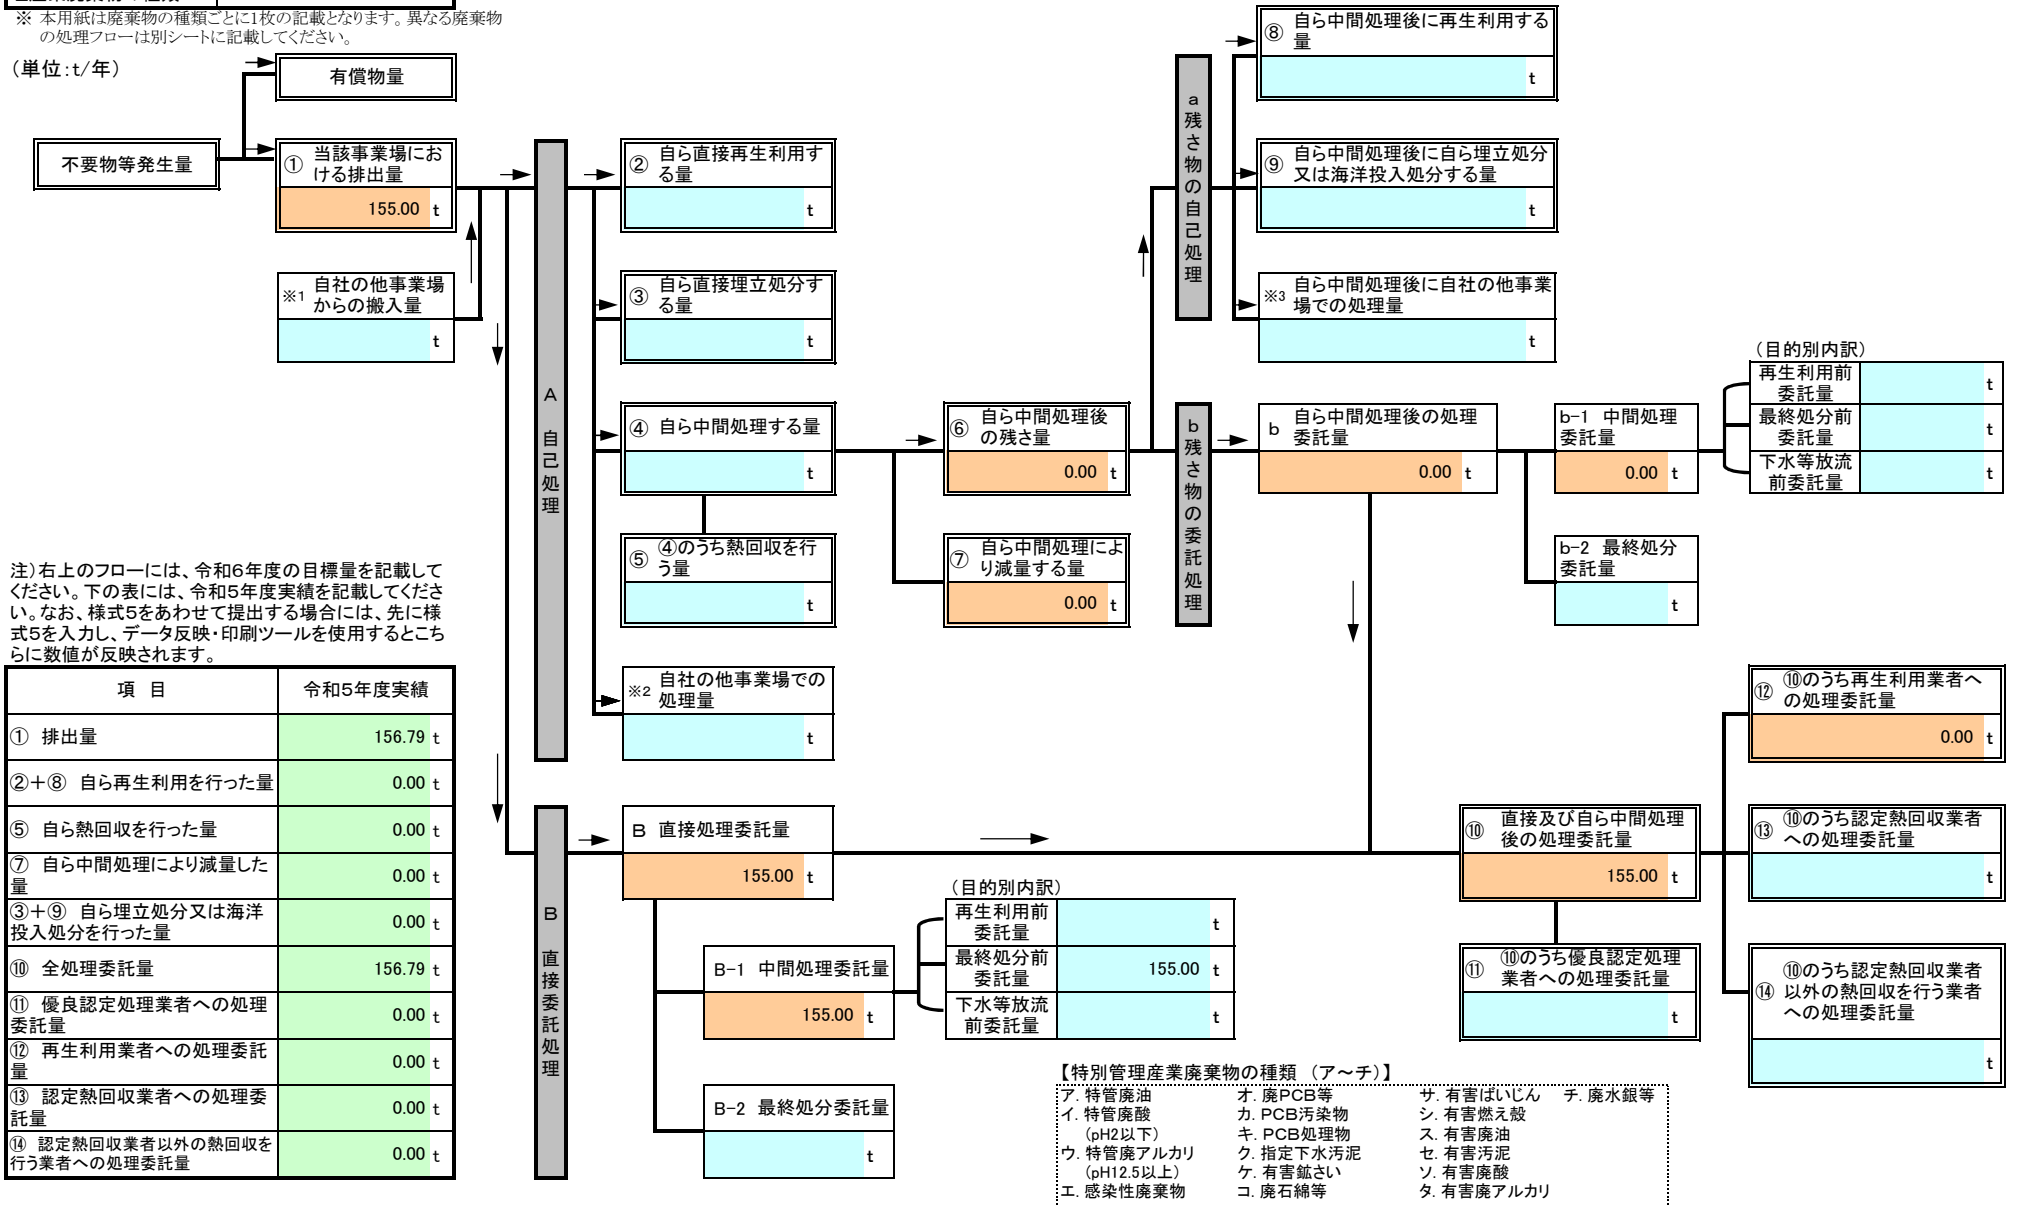 ※ 本用紙は廃棄物の種類ごとに1枚の記載となります。異なる廃棄物
の処理フローは別シートに記載してください。
（単位：t/年）
有償物量
不要物等発生量
① 当該事業場にお
ける排出量
155.00 t
※1 自社の他事業場
からの搬入量
t
A 自己処理
② 自ら直接再生利用す
る量
t
③ 自ら直接埋立処分す
る量
t
④ 自ら中間処理する量
t
⑤ ④のうち熱回収を行
う量
t
※2 自社の他事業場での
処理量
t
⑥ 自ら中間処理後
の残さ量
0.00 t
⑦ 自ら中間処理によ
り減量する量
0.00 t
a 残さ物の自己処理
⑧ 自ら中間処理後に再生利用する
量
t
⑨ 自ら中間処理後に自ら埋立処分
又は海洋投入処分する量
t
※3 自ら中間処理後に自社の他事業
場での処理量
t
b 残さ物の委託処理
b 自ら中間処理後の処理
委託量
0.00 t
b-1 中間処理
委託量
0.00 t
b-2 最終処分
委託量
t
（目的別内訳）
再生利用前
委託量
t
最終処分前
委託量
t
下水等放流
前委託量
t
注）右上のフローには、令和6年度の目標量を記載して
ください。下の表には、令和5年度実績を記載してくださ
い。なお、様式5をあわせて提出する場合には、先に様
式5を入力し、データ反映・印刷ツールを使用するとこち
らに数値が反映されます。
項 目 令和5年度実績
① 排出量 156.79 t
②＋⑧ 自ら再生利用を行った量 0.00 t
⑤ 自ら熱回収を行った量 0.00 t
⑦ 自ら中間処理により減量した
量 0.00 t
③＋⑨ 自ら埋立処分又は海洋
投入処分を行った量 0.00 t
⑩ 全処理委託量 156.79 t
⑪ 優良認定処理業者への処理
委託量 0.00 t
⑫ 再生利用業者への処理委託
量 0.00 t
⑬ 認定熱回収業者への処理委
託量 0.00 t
⑭ 認定熱回収業者以外の熱回収を
行う業者への処理委託量 0.00 t
B 直接委託処理
B 直接処理委託量
155.00 t
B-1 中間処理委託量
155.00 t
B-2 最終処分委託量
t
（目的別内訳）
再生利用前
委託量
t
最終処分前
委託量
155.00 t
下水等放流
前委託量
t
⑩ 直接及び自ら中間処理
後の処理委託量
155.00 t
⑪ ⑩のうち優良認定処理
業者への処理委託量
t
⑫ ⑩のうち再生利用業者へ
の処理委託量
0.00 t
⑬ ⑩のうち認定熱回収業者
への処理委託量
t
⑭ ⑩のうち認定熱回収業者
以外の熱回収を行う業者
への処理委託量
t
【特別管理産業廃棄物の種類 （ア～チ）】
ア. 特管廃油 オ. 廃PCB等 サ. 有害ばいじん チ. 廃水銀等
イ. 特管廃酸 カ. PCB汚染物 シ. 有害燃え殻
（pH2以下） キ. PCB処理物 ス. 有害廃油
ウ. 特管廃アルカリ ク. 指定下水汚泥 セ. 有害汚泥
（pH12.5以上） ケ. 有害鉱さい ソ. 有害廃酸
エ. 感染性廃棄物 コ. 廃石綿等 タ. 有害廃アルカリ